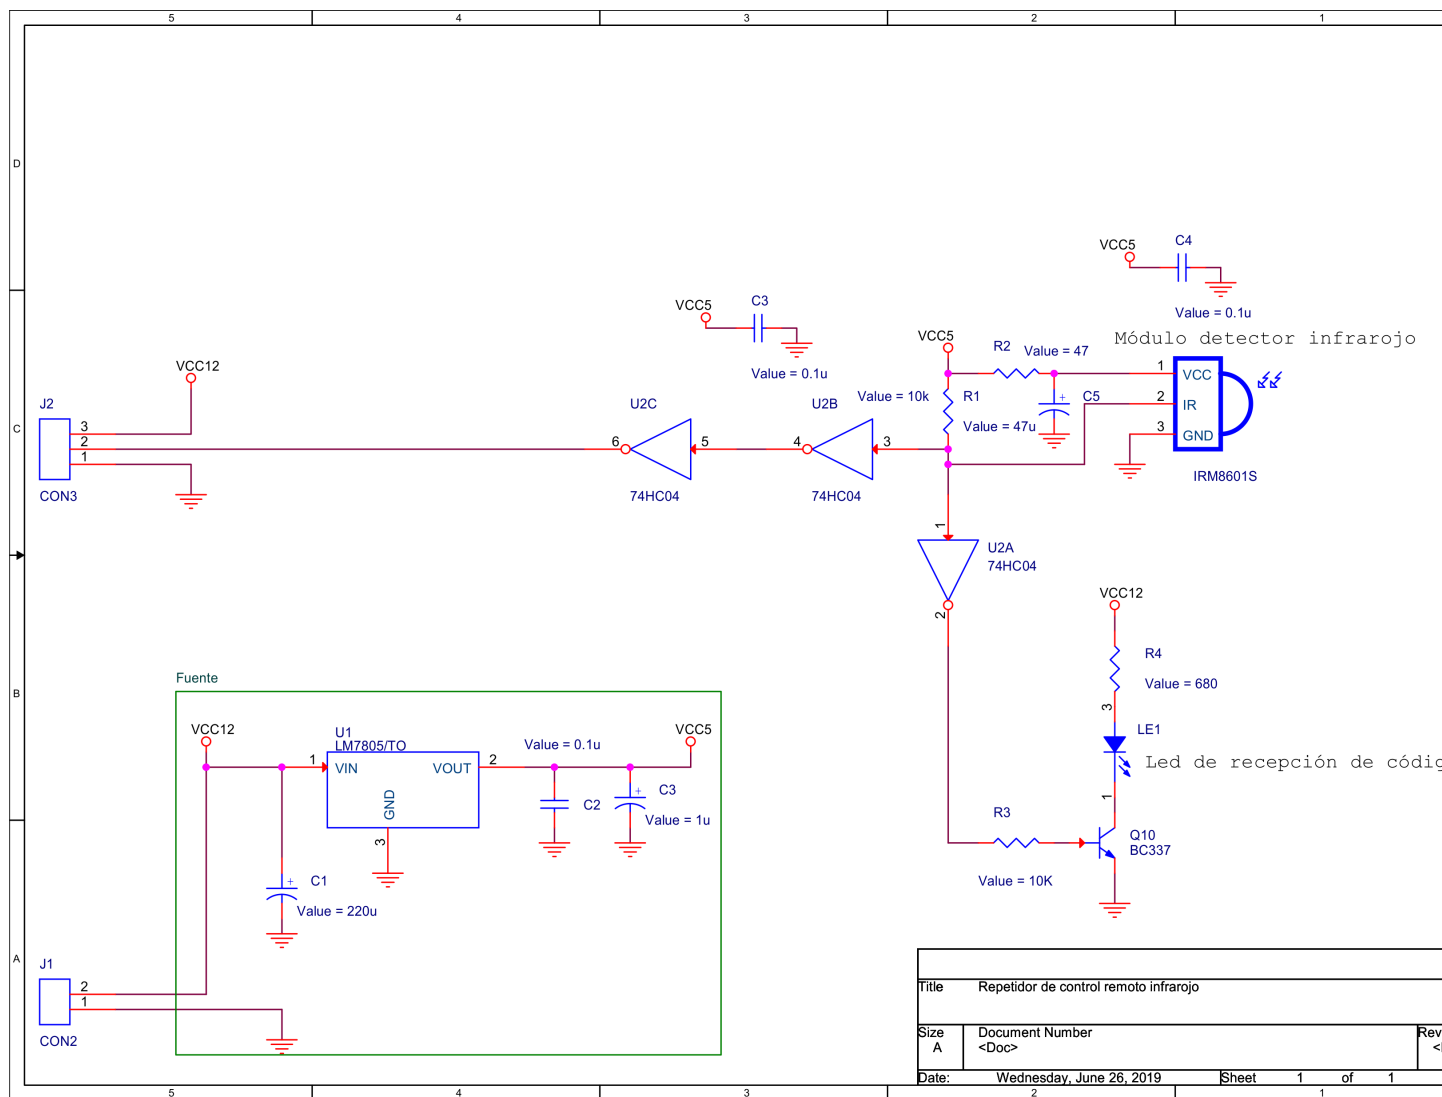 5 4 3 2 1
D
C
B
A
VCC5
C4
Value = 0.1u
VCC5
C3
Value = 0.1u
Módulo detector infrarojo
VCC5
R2
Value = 47
1
VCC
2
IR
3
GND
IRM8601S
C5
Value = 47u
Value = 10k
R1
VCC12
J2
3
2
1
CON3
U2C
6
5
74HC04
U2B
4
3
74HC04
1
U2A
74HC04
2
VCC12
R4
Value = 680
3
LE1
Led de recepción de códig
1
R3
Value = 10K
Q10
BC337
Fuente
VCC12
U1
LM7805/TO
1
VIN
VOUT
2
GND
3
Value = 0.1u
VCC5
C2
C3
Value = 1u
C1
Value = 220u
J1
2
1
CON2
Title
Repetidor de control remoto infrarojo
Size
A
Document Number
<Doc>
Rev
Date:
Wednesday, June 26, 2019
Sheet 1 of 1
5 4 3 2 1